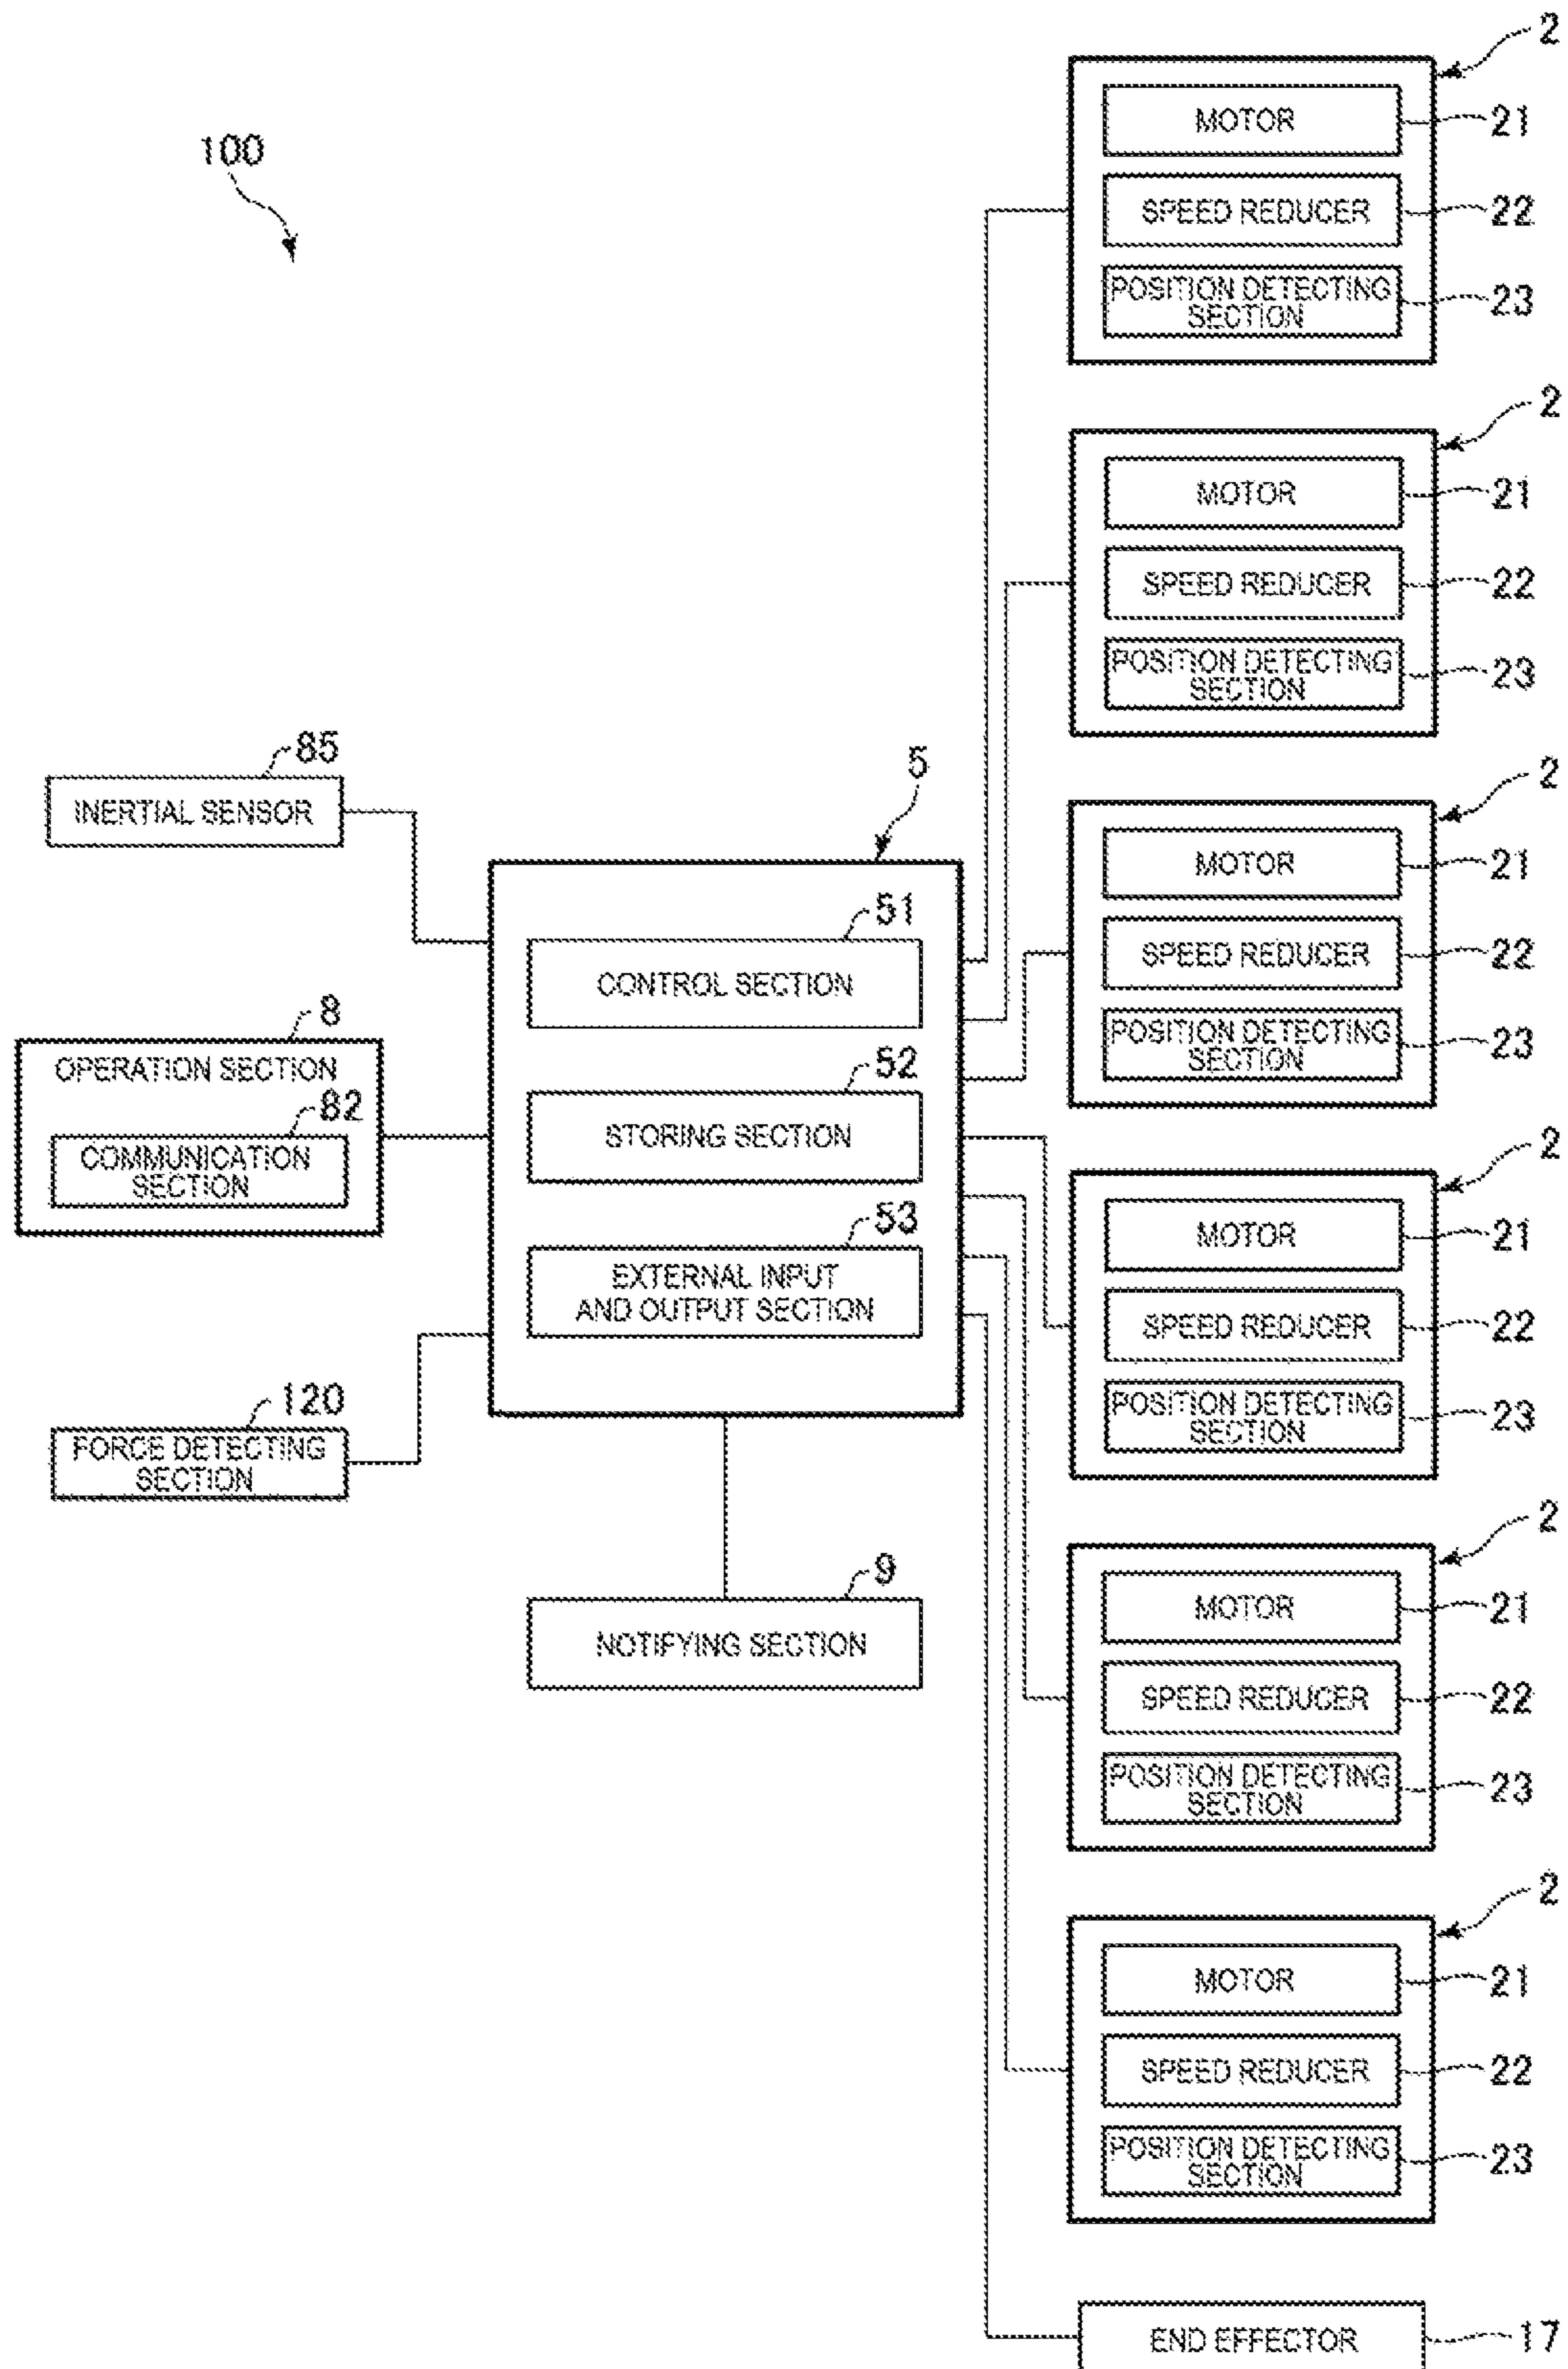 100
85
INERTIAL SENSOR
8
OPERATION SECTION
82
COMMUNICATION
SECTION
120
FORCE DETECTING
SECTION
5
51
CONTROL SECTION
52
STORING SECTION
53
EXTERNAL INPUT
AND OUTPUT SECTION
9
NOTIFYING SECTION
2
MOTOR
21
SPEED REDUCER
22
POSITION DETECTING
SECTION
23
2
MOTOR
21
SPEED REDUCER
22
POSITION DETECTING
SECTION
23
2
MOTOR
21
SPEED REDUCER
22
POSITION DETECTING
SECTION
23
2
MOTOR
21
SPEED REDUCER
22
POSITION DETECTING
SECTION
23
2
MOTOR
21
SPEED REDUCER
22
POSITION DETECTING
SECTION
23
2
MOTOR
21
SPEED REDUCER
22
POSITION DETECTING
SECTION
23
END EFFECTOR
17